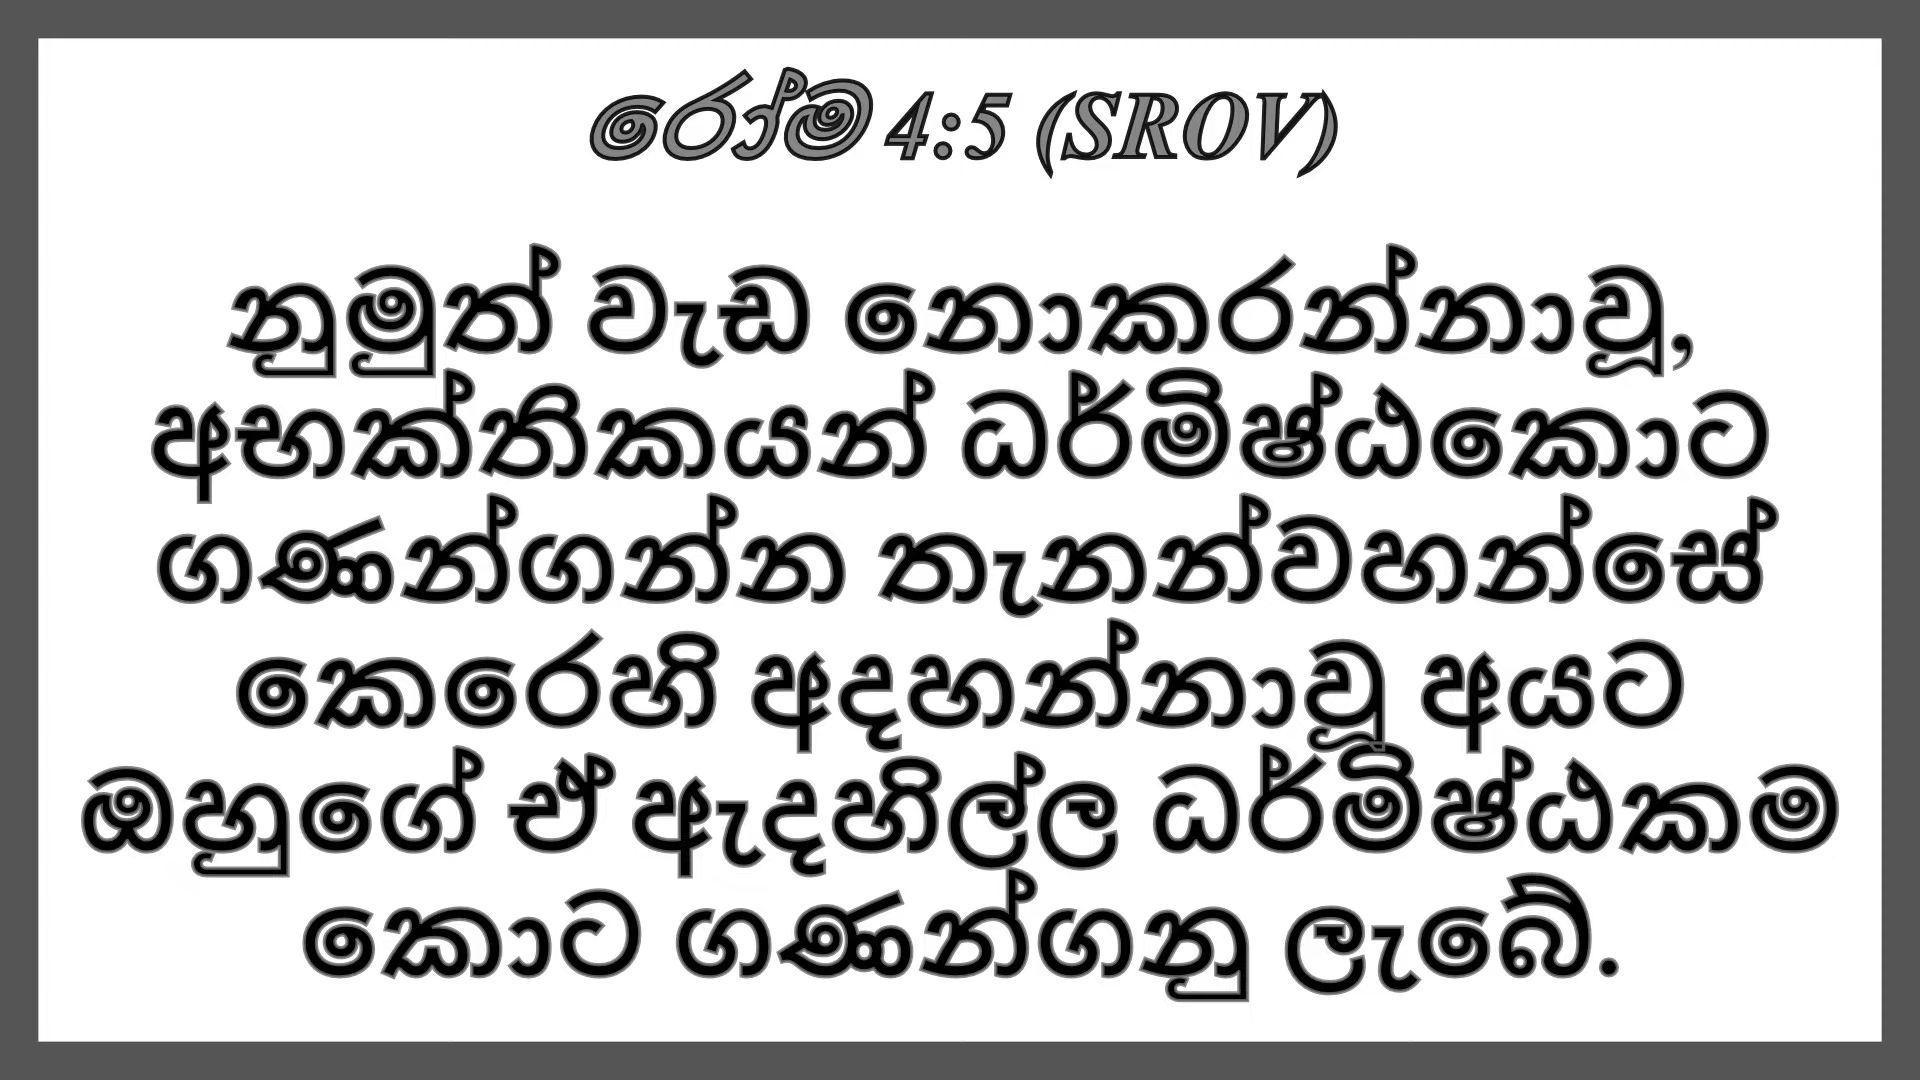 රෝම 4:5 (SROV)
නුමුත් වැඩ නොකරන්නාවූ,
අභක්තිකයන් ධර්මිෂ්ඨකොට
ගණන්ගන්න තැනන්වහන්සේ
කෙරෙහි අදහන්නාවූ අයට
ඔහුගේ ඒ ඇදහිල්ල ධර්මිෂ්ඨකම
කොට ගණන්ගනු ලැබේ.